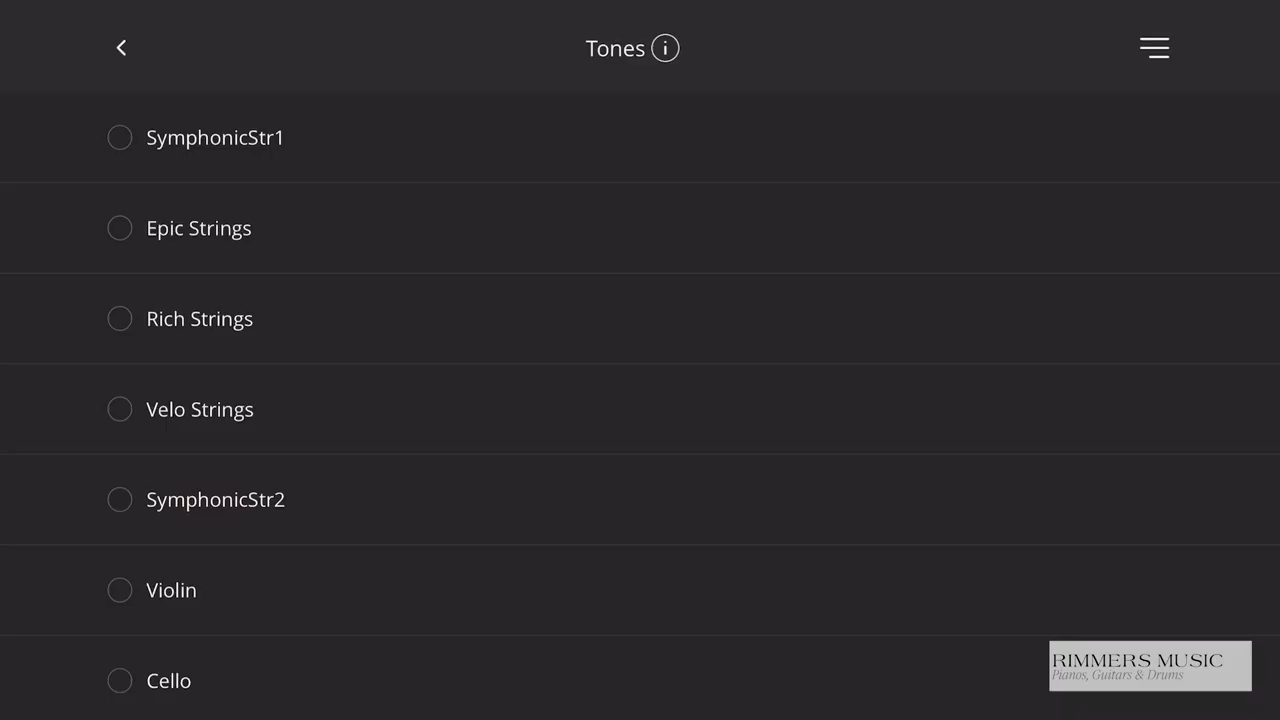 Tones
SymphonicStr1
Epic Strings
Rich Strings
Velo Strings
SymphonicStr2
Violin
Cello
RIMMERS MUSIC
Pianos, Guitars & Drums